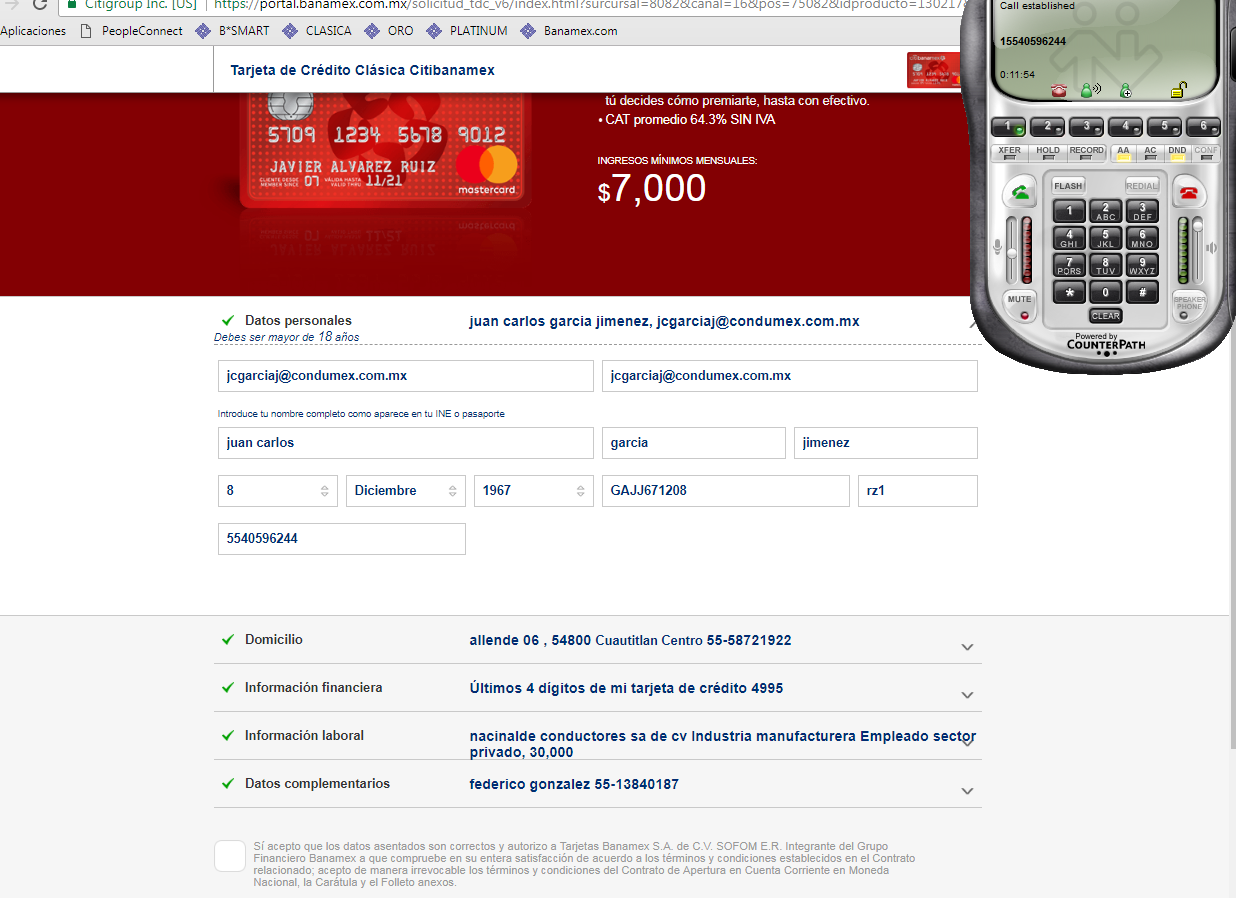 Citigroup Inc. [US] https://portal.banamex.com.mx/solicitud_tdc_v6/index.html?surcursal=8082&canal=16&pos=75082&idproducto=130217&
Aplicaciones PeopleConnect B*SMART CLASICA ORO PLATINUM Banamex.com
Tarjeta de Crédito Clásica Citibanamex
tú decides cómo premiarte, hasta con efectivo.
• CAT promedio 64.3% SIN IVA
INGRESOS MÍNIMOS MENSUALES:
$7,000
5709 1234 5678 9012
JAVIER ALVAREZ RUIZ
CLIENTE DESDE
MEMBER SINCE 07 VÁLIDA HASTA
VALID THRU 11/21
mastercard
Datos personales juan carlos garcia jimenez, jcgarciaj@condumex.com.mx
Debes ser mayor de 18 años
jcgarciaj@condumex.com.mx jcgarciaj@condumex.com.mx
Introduce tu nombre completo como aparece en tu INE o pasaporte
juan carlos garcia jimenez
8 Diciembre 1967 GAJJ671208 rz1
5540596244
Domicilio allende 06 , 54800 Cuautitlan Centro 55-58721922
Información financiera Últimos 4 dígitos de mi tarjeta de crédito 4995
Información laboral nacinalde conductores sa de cv Industria manufacturera Empleado sector
privado, 30,000
Datos complementarios federico gonzalez 55-13840187
Sí acepto que los datos asentados son correctos y autorizo a Tarjetas Banamex S.A. de C.V. SOFOM E.R. Integrante del Grupo
Financiero Banamex a que compruebe en su entera satisfacción de acuerdo a los términos y condiciones establecidos en el Contrato
relacionado; acepto de manera irrevocable los términos y condiciones del Contrato de Apertura en Cuenta Corriente en Moneda
Nacional, la Carátula y el Folleto anexos.
Call established
15540596244
0:11:54
1 2 3 4 5 6
XFER HOLD RECORD AA AC DND CONF
FLASH REDIAL
1 2 ABC 3 DEF
4 GHI 5 JKL 6 MNO
7 PQRS 8 TUV 9 WXYZ
* 0 #
MUTE CLEAR SPEAKER
PHONE
Powered by
COUNTERPATH